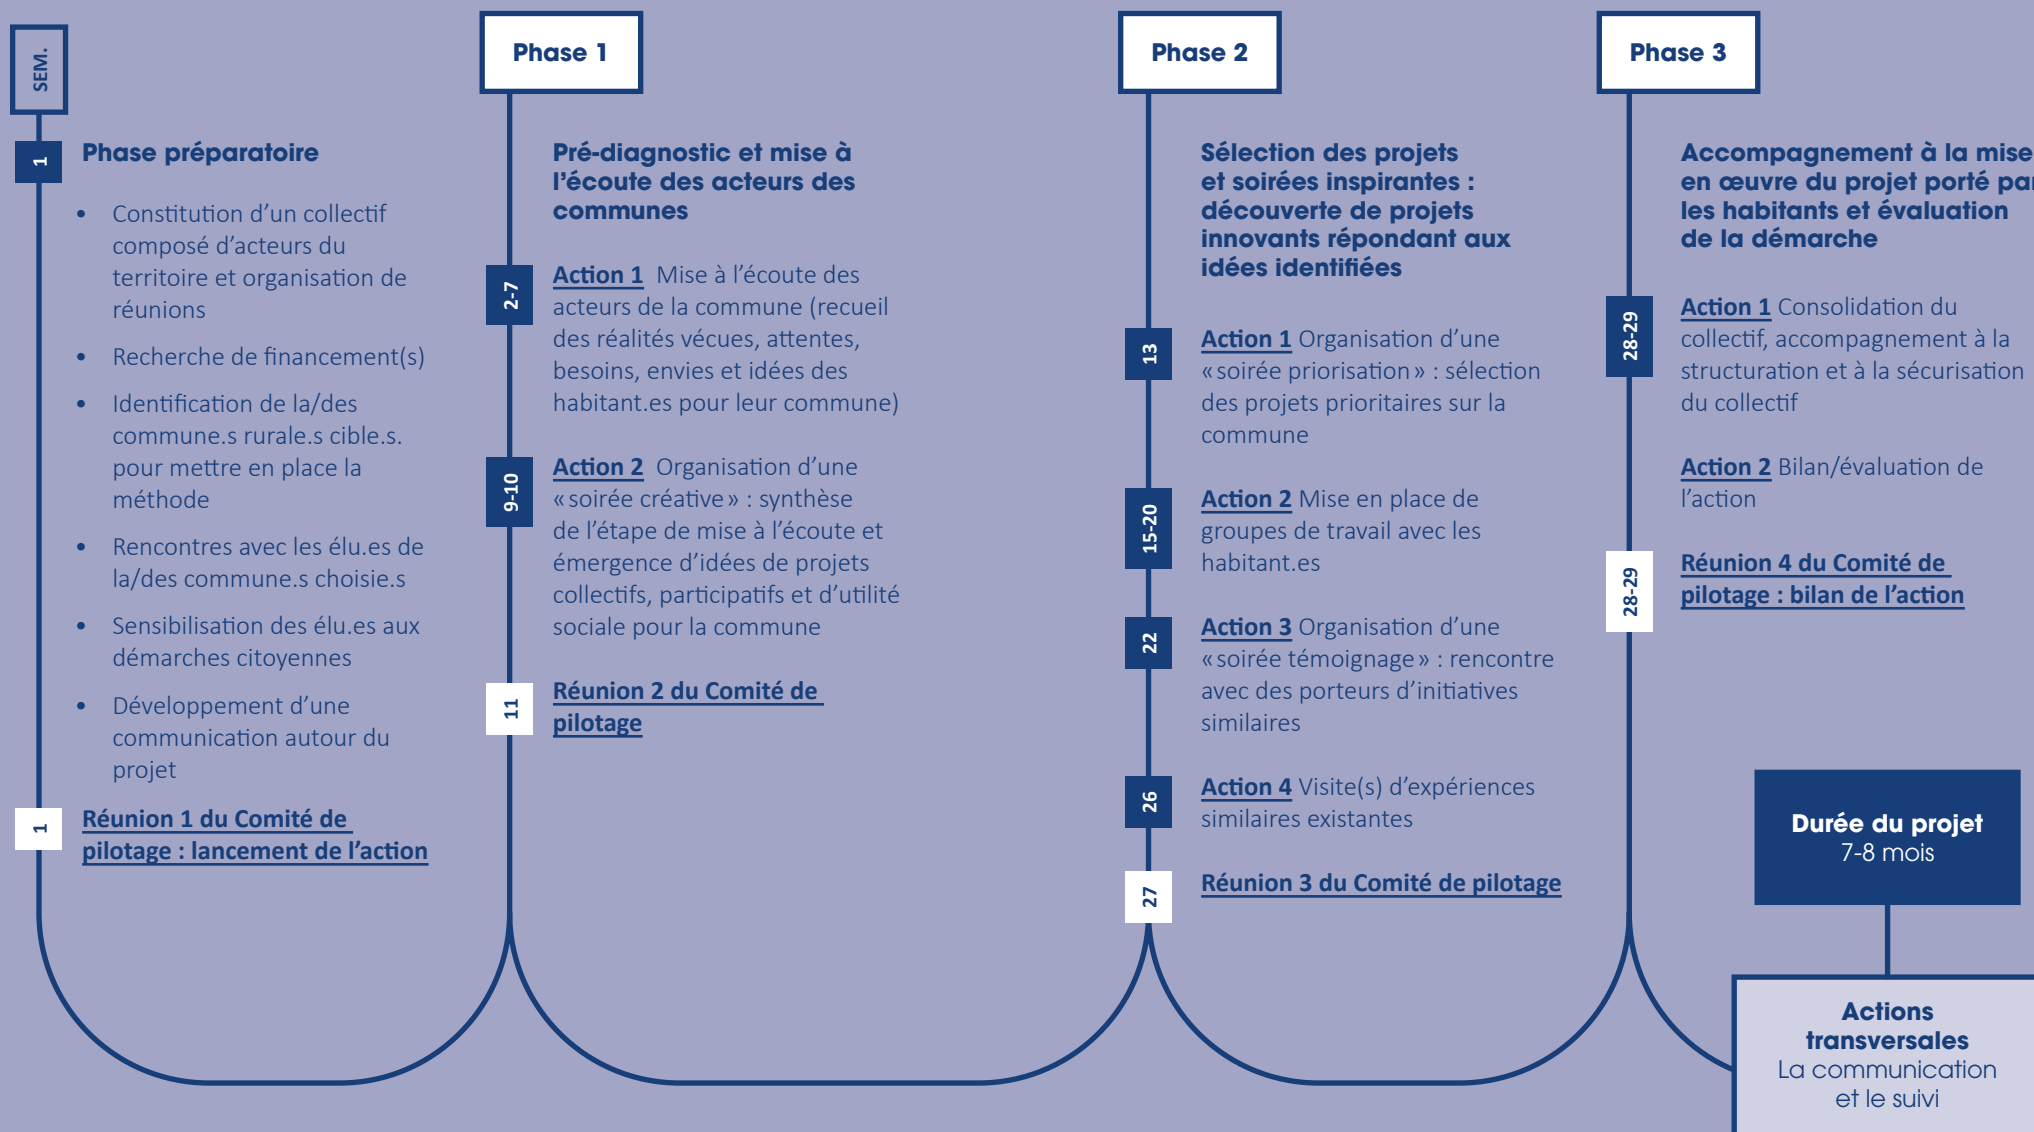 SEM.
1
Phase préparatoire
• Constitution d’un collectif
composé d’acteurs du
territoire et organisation de
réunions
• Recherche de financement(s)
• Identification de la/des
commune.s rurale.s cible.s.
pour mettre en place la
méthode
• Rencontres avec les élu.es de
la/des commune.s choisie.s
• Sensibilisation des élu.es aux
démarches citoyennes
• Développement d’une
communication autour du
projet
1
Réunion 1 du Comité de
pilotage : lancement de l’action
Phase 1
Pré-diagnostic et mise à
l’écoute des acteurs des
communes
2-7
Action 1 Mise à l’écoute des
acteurs de la commune (recueil
des réalités vécues, attentes,
besoins, envies et idées des
habitant.es pour leur commune)
9-10
Action 2 Organisation d’une
« soirée créative » : synthèse
de l’étape de mise à l’écoute et
émergence d’idées de projets
collectifs, participatifs et d’utilité
sociale pour la commune
11
Réunion 2 du Comité de
pilotage
Phase 2
Sélection des projets
et soirées inspirantes :
découverte de projets
innovants répondant aux
idées identifiées
13
Action 1 Organisation d’une
« soirée priorisation » : sélection
des projets prioritaires sur la
commune
15-20
Action 2 Mise en place de
groupes de travail avec les
habitant.es
22
Action 3 Organisation d’une
« soirée témoignage » : rencontre
avec des porteurs d’initiatives
similaires
26
Action 4 Visite(s) d’expériences
similaires existantes
27
Réunion 3 du Comité de pilotage
Phase 3
Accompagnement à la mise
en œuvre du projet porté par
les habitants et évaluation
de la démarche
28-29
Action 1 Consolidation du
collectif, accompagnement à la
structuration et à la sécurisation
du collectif
Action 2 Bilan/évaluation de
l’action
28-29
Réunion 4 du Comité de
pilotage : bilan de l’action
Durée du projet
7-8 mois
Actions
transversales
La communication
et le suivi